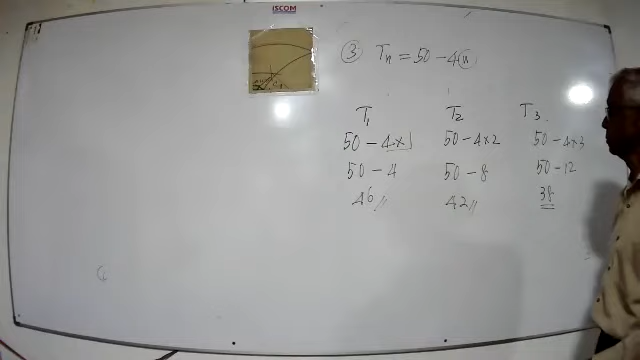 ISCOM
③ Tn = 50 - 4(n)
T1 T2 T3
50 - 4×1 50 - 4×2 50 - 4×3
50 - 4 50 - 8 50 - 12
46 42 38